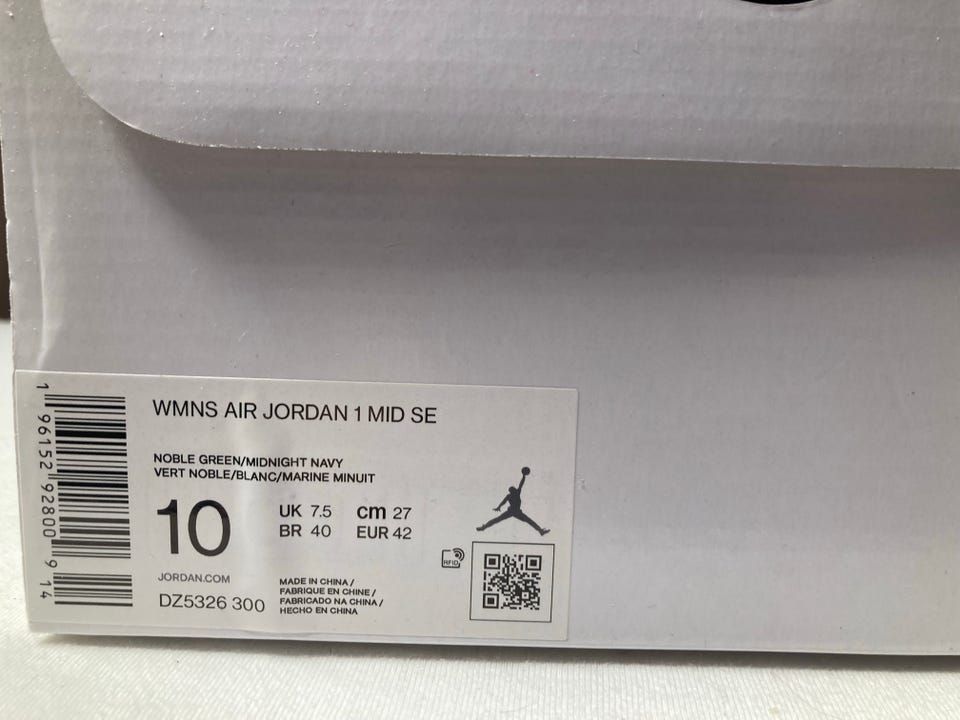 WMNS AIR JORDAN 1 MID SE
NOBLE GREEN/MIDNIGHT NAVY
VERT NOBLE/BLANC/MARINE MINUIT
10
UK 7.5 cm 27
BR 40 EUR 42
RFID
JORDAN.COM
DZ5326 300
MADE IN CHINA /
FABRIQUE EN CHINE /
FABRICADO NA CHINA /
HECHO EN CHINA
1 96152 92800 9 14